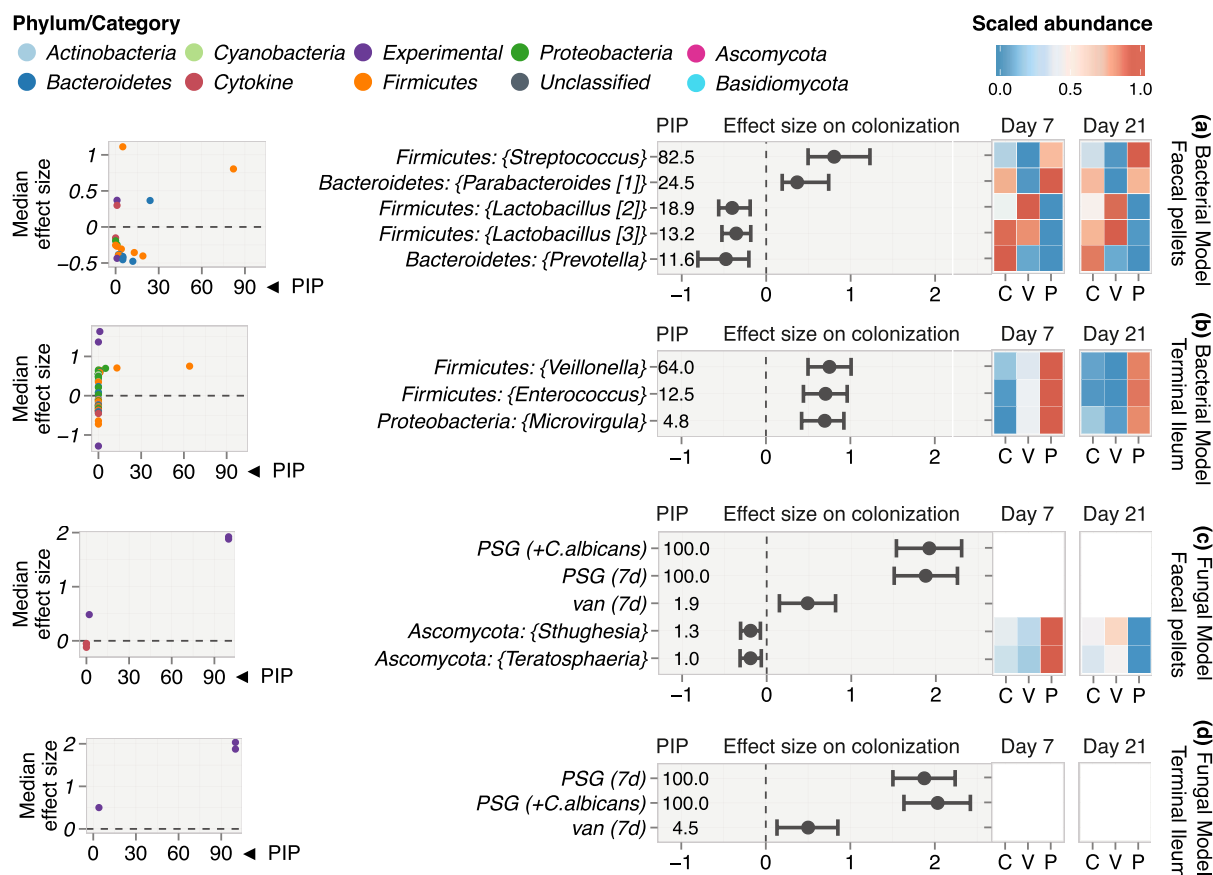 Phylum/Category
Scaled abundance
Actinobacteria Cyanobacteria Experimental Proteobacteria Ascomycota
Bacteroidetes Cytokine Firmicutes Unclassified Basidiomycota
0.0 0.5 1.0
(a) Bacterial Model
Faecal pellets
Median
effect size
1
0.5
0
−0.5
0 30 60 90 ◄ PIP
PIP Effect size on colonization Day 7 Day 21
Firmicutes: {Streptococcus} 82.5
Bacteroidetes: {Parabacteroides [1]} 24.5
Firmicutes: {Lactobacillus [2]} 18.9
Firmicutes: {Lactobacillus [3]} 13.2
Bacteroidetes: {Prevotella} 11.6
−1 0 1 2 C V P C V P
(b) Bacterial Model
Terminal Ileum
Median
effect size
1
0
−1
0 30 60 90 ◄ PIP
PIP Effect size on colonization Day 7 Day 21
Firmicutes: {Veillonella} 64.0
Firmicutes: {Enterococcus} 12.5
Proteobacteria: {Microvirgula} 4.8
−1 0 1 2 C V P C V P
(c) Fungal Model
Faecal pellets
Median
effect size
2
1
0
0 30 60 90 ◄ PIP
PIP Effect size on colonization Day 7 Day 21
PSG (+C.albicans) 100.0
PSG (7d) 100.0
van (7d) 1.9
Ascomycota: {Sthughesia} 1.3
Ascomycota: {Teratosphaeria} 1.0
−1 0 1 2 C V P C V P
(d) Fungal Model
Terminal Ileum
Median
effect size
2
1
0
0 30 60 90 ◄ PIP
PIP Effect size on colonization Day 7 Day 21
PSG (7d) 100.0
PSG (+C.albicans) 100.0
van (7d) 4.5
−1 0 1 2 C V P C V P